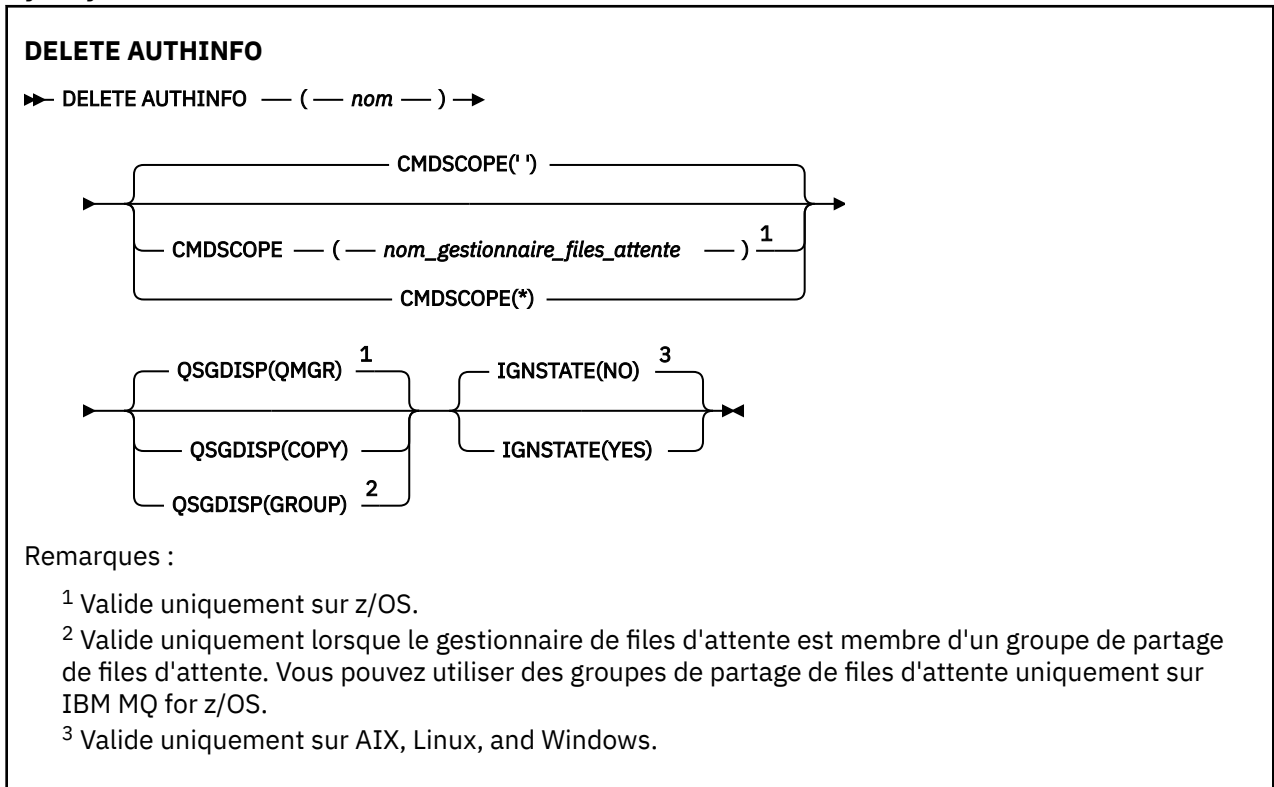 DELETE AUTHINFO
DELETE AUTHINFO ( nom )
CMDSCOPE(' ')
CMDSCOPE ( nom_gestionnaire_files_attente ) 1
CMDSCOPE(*)
QSGDISP(QMGR) 1
QSGDISP(COPY)
QSGDISP(GROUP) 2
IGNSTATE(NO) 3
IGNSTATE(YES)
Remarques :
1 Valide uniquement sur z/OS.
2 Valide uniquement lorsque le gestionnaire de files d'attente est membre d'un groupe de partage
de files d'attente. Vous pouvez utiliser des groupes de partage de files d'attente uniquement sur
IBM MQ for z/OS.
3 Valide uniquement sur AIX, Linux, and Windows.